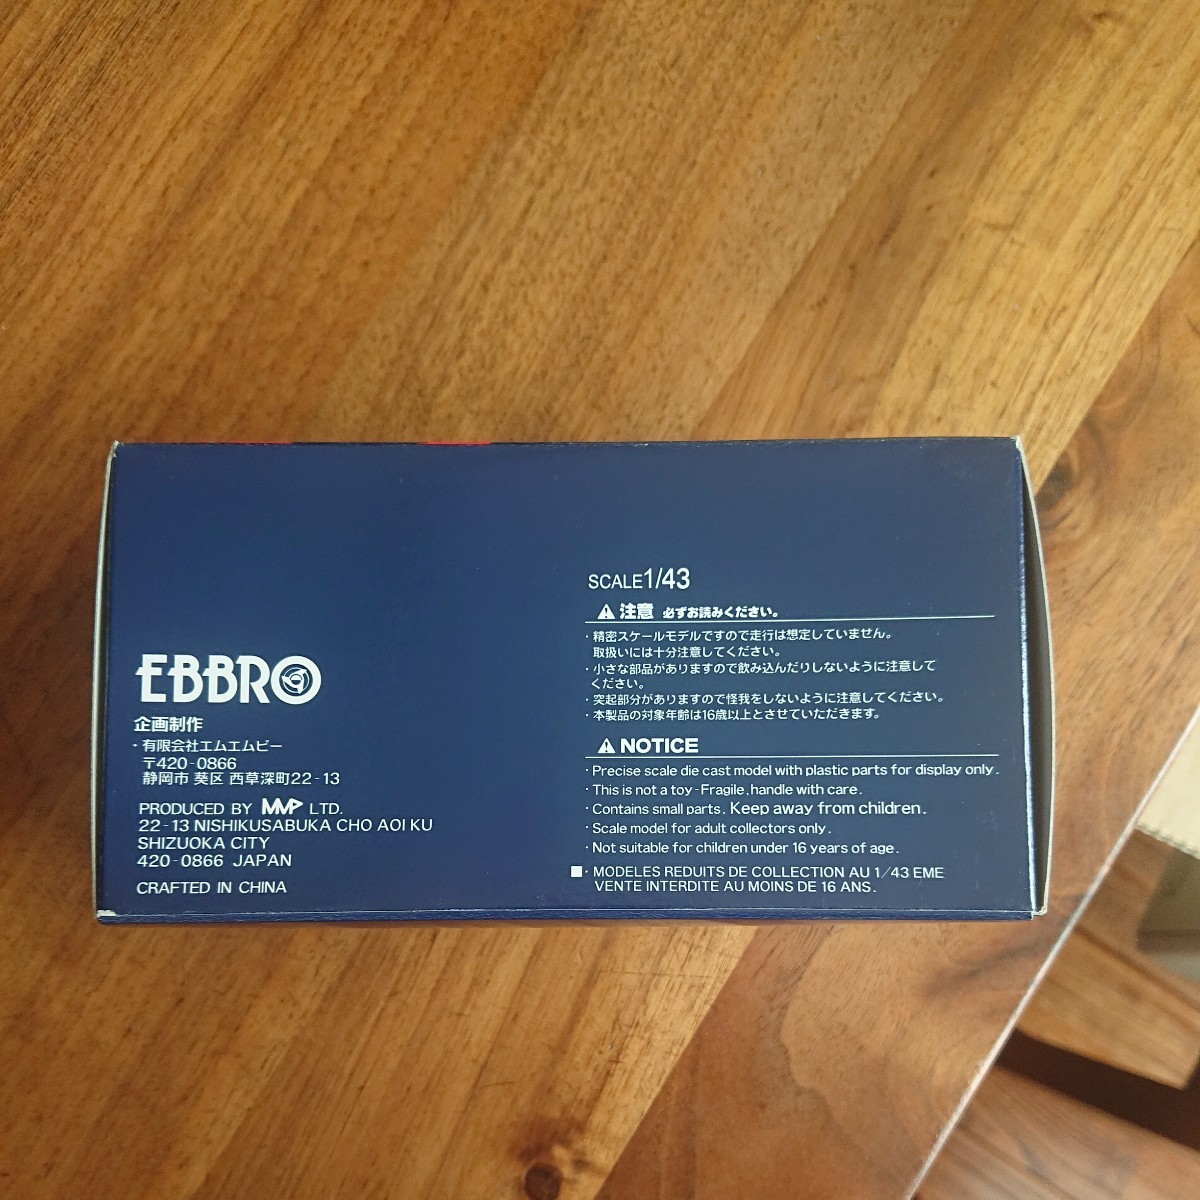 EBBRO
企画制作
・有限会社エムエムピー
〒420-0866
静岡市 葵区 西草深町22-13
PRODUCED BY MMP LTD.
22-13 NISHIKUSABUKA CHO AOI KU
SHIZUOKA CITY
420-0866 JAPAN
CRAFTED IN CHINA
SCALE1/43
注意 必ずお読みください。
・精密スケールモデルですので走行は想定していません。
取扱いには十分注意してください。
・小さな部品がありますので飲み込んだりしないように注意して
ください。
・突起部分がありますので怪我をしないように注意してください。
・本製品の対象年齢は16歳以上とさせていただきます。
NOTICE
・Precise scale die cast model with plastic parts for display only.
・This is not a toy-Fragile,handle with care.
・Contains small parts. Keep away from children.
・Scale model for adult collectors only.
・Not suitable for children under 16 years of age.
■・MODELES REDUITS DE COLLECTION AU 1/43 EME
VENTE INTERDITE AU MOINS DE 16 ANS.